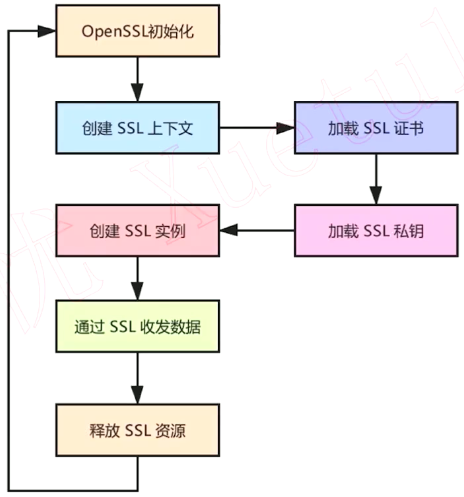 OpenSSL初始化
创建 SSL 上下文
加载 SSL 证书
加载 SSL 私钥
创建 SSL 实例
通过 SSL 收发数据
释放 SSL 资源